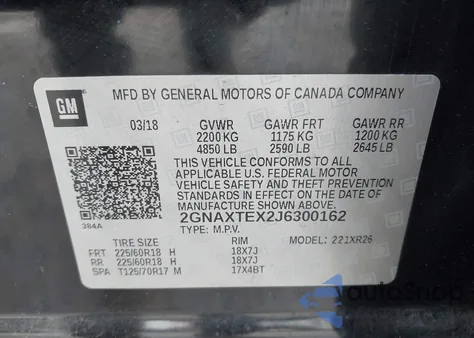 GM
MFD BY GENERAL MOTORS OF CANADA COMPANY
03/18 GVWR GAWR FRT GAWR RR
2200 KG 1175 KG 1200 KG
4850 LB 2590 LB 2645 LB
THIS VEHICLE CONFORMS TO ALL
APPLICABLE U.S. FEDERAL MOTOR
VEHICLE SAFETY AND THEFT PREVENTION
STANDARDS IN EFFECT ON THE DATE OF
MANUFACTURE SHOWN ABOVE.
2GNAXTEX2J6300162
384A TYPE: M.P.V.
TIRE SIZE RIM MODEL: 221XR26
FRT 225/60R18 H 18X7J
RR 225/60R18 H 18X7J
SPA T125/70R17 M 17X4BT
autoSnap